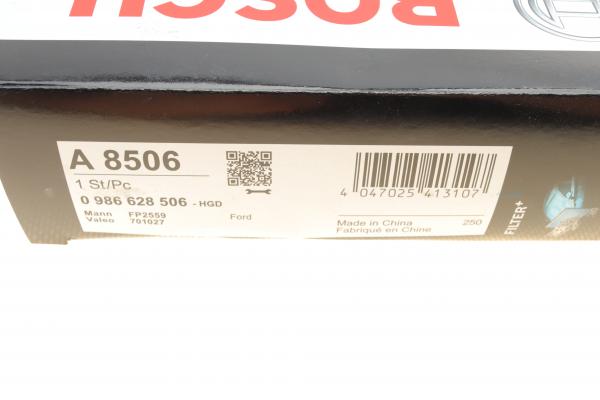 BOSCH
A 8506
1 St/Pc
0 986 628 506 - HGD
Mann FP2559
Valeo 701027
Ford
4 047025 413107
Made in China 250
Fabriqué en Chine
FILTER+